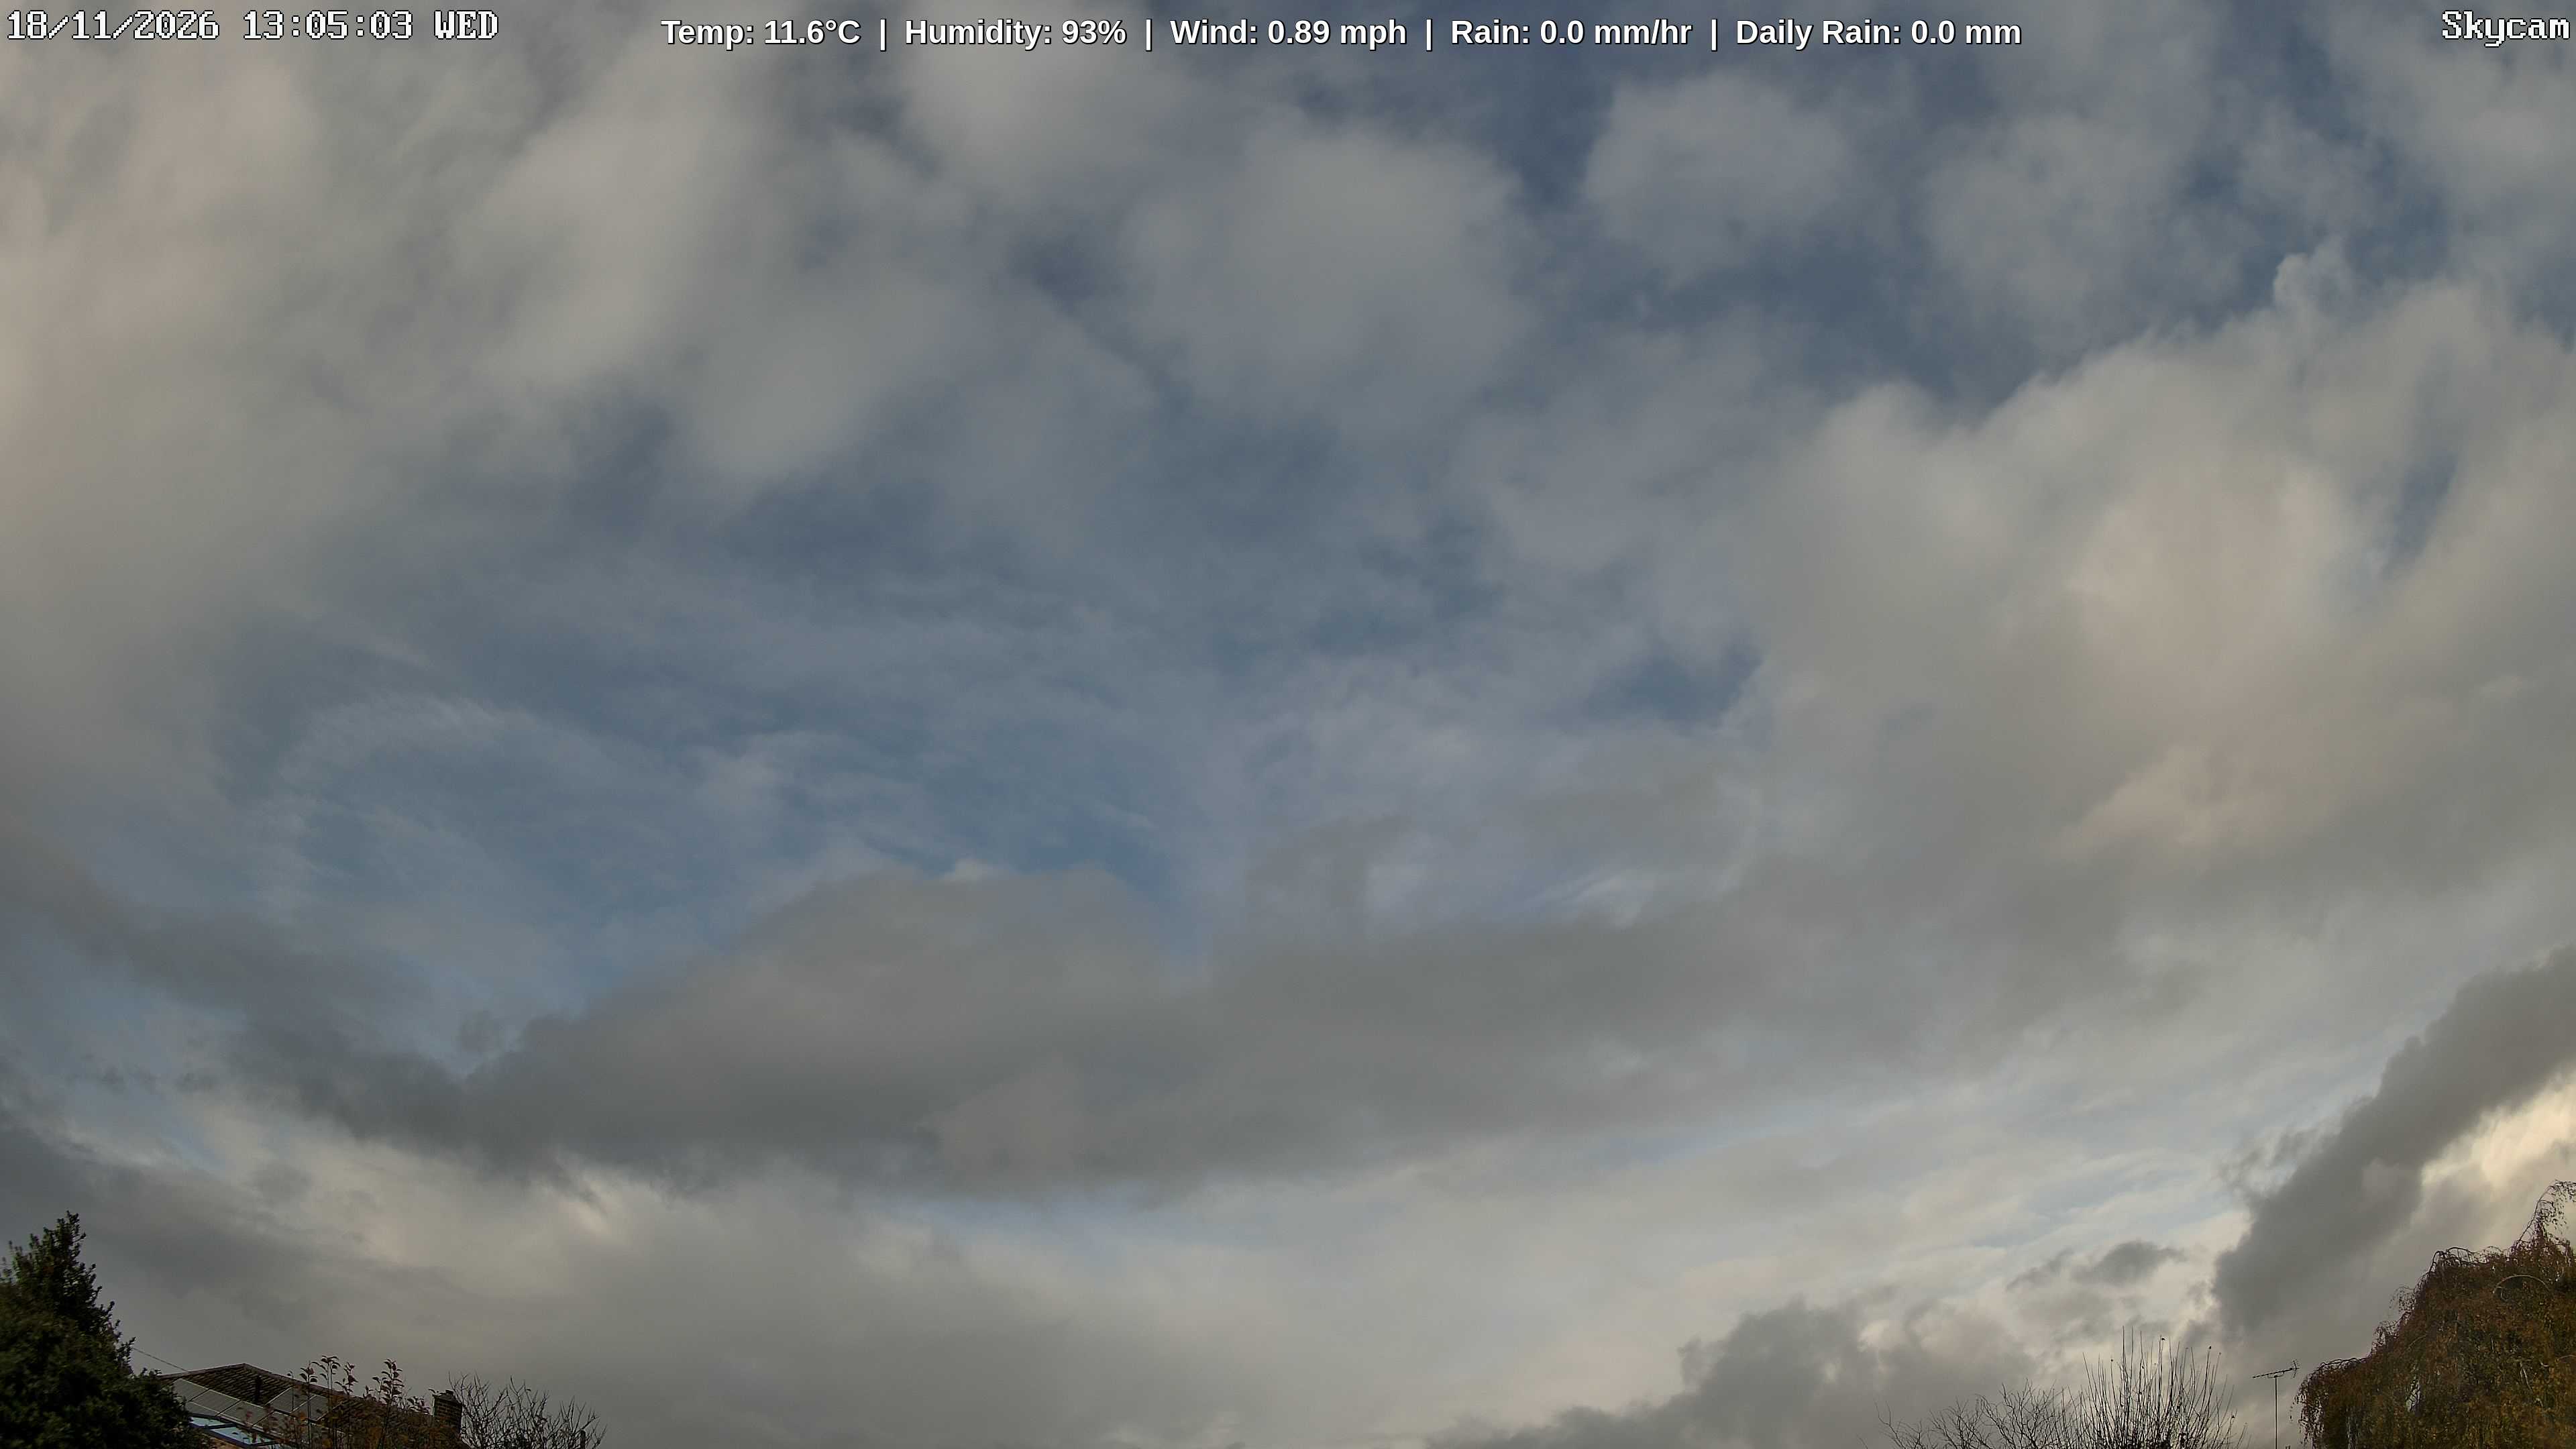 18/11/2026 13:05:03 WED
Temp: 11.6°C | Humidity: 93% | Wind: 0.89 mph | Rain: 0.0 mm/hr | Daily Rain: 0.0 mm
Skycam